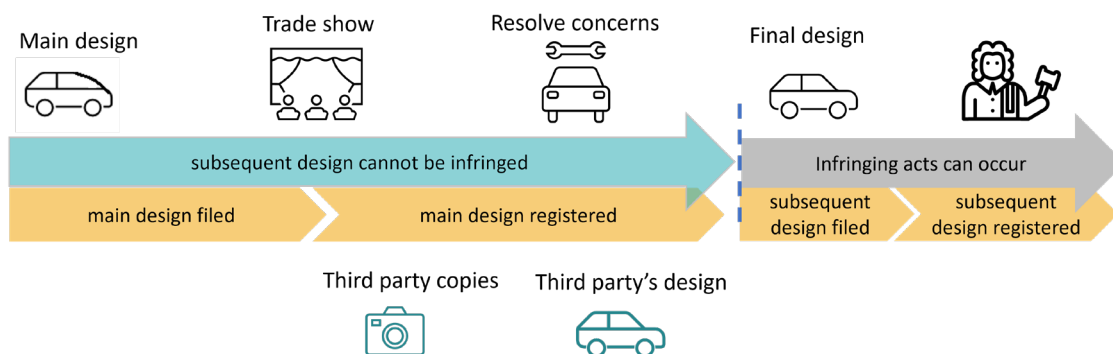 Main design
Trade show
Resolve concerns
Final design
subsequent design cannot be infringed
Infringing acts can occur
main design filed
main design registered
subsequent
design filed
subsequent
design registered
Third party copies
Third party's design